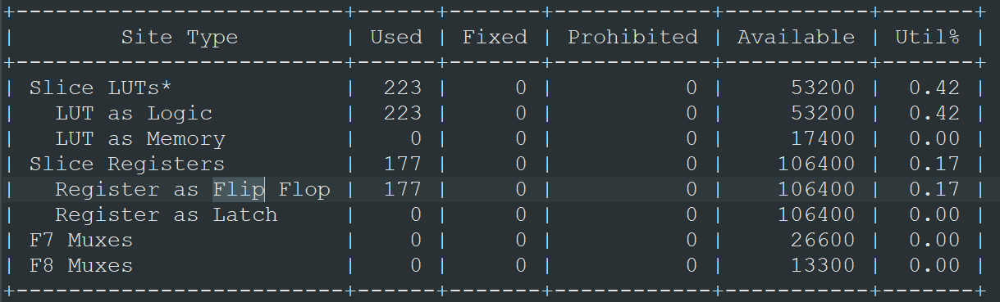 +-------------------------+------+-------+------------+-----------+-------+
|        Site Type        | Used | Fixed | Prohibited | Available | Util% |
+-------------------------+------+-------+------------+-----------+-------+
| Slice LUTs*             |  223 |     0 |          0 |     53200 |  0.42 |
|   LUT as Logic          |  223 |     0 |          0 |     53200 |  0.42 |
|   LUT as Memory         |    0 |     0 |          0 |     17400 |  0.00 |
| Slice Registers         |  177 |     0 |          0 |    106400 |  0.17 |
|   Register as Flip Flop |  177 |     0 |          0 |    106400 |  0.17 |
|   Register as Latch     |    0 |     0 |          0 |    106400 |  0.00 |
| F7 Muxes                |    0 |     0 |          0 |     26600 |  0.00 |
| F8 Muxes                |    0 |     0 |          0 |     13300 |  0.00 |
+-------------------------+------+-------+------------+-----------+-------+